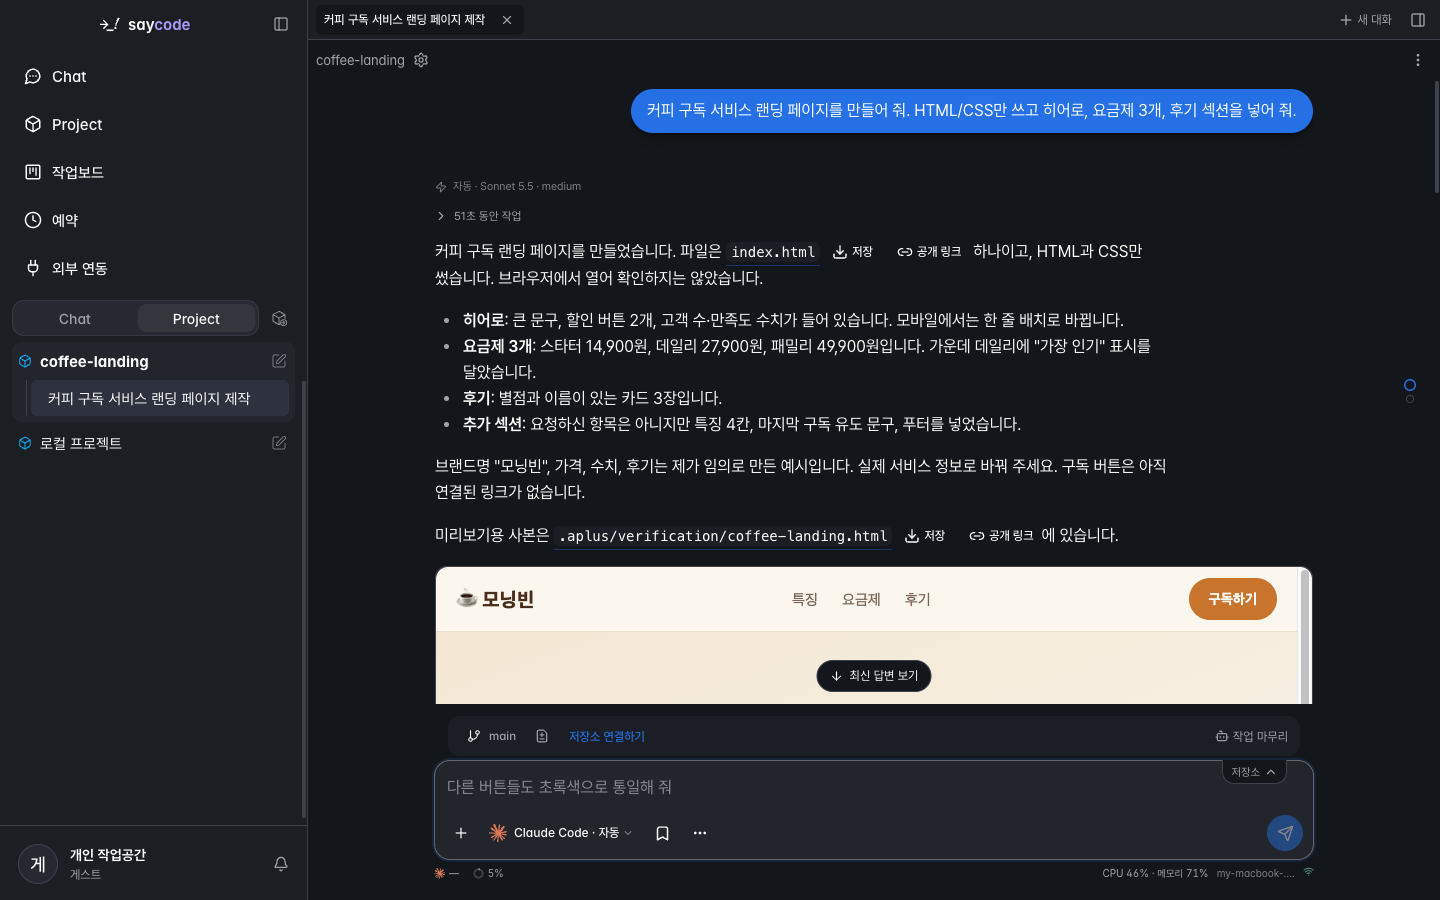 saycode
Chat
Project
작업보드
예약
외부 연동
Chat
Project
coffee-landing
커피 구독 서비스 랜딩 페이지 제작
로컬 프로젝트
게
개인 작업공간
게스트
커피 구독 서비스 랜딩 페이지 제작
새 대화
coffee-landing
커피 구독 서비스 랜딩 페이지를 만들어 줘. HTML/CSS만 쓰고 히어로, 요금제 3개, 후기 섹션을 넣어 줘.
자동 · Sonnet 5.5 · medium
51초 동안 작업
커피 구독 랜딩 페이지를 만들었습니다. 파일은 index.html 저장 공개 링크 하나이고, HTML과 CSS만
썼습니다. 브라우저에서 열어 확인하지는 않았습니다.
• 히어로: 큰 문구, 할인 버튼 2개, 고객 수·만족도 수치가 들어 있습니다. 모바일에서는 한 줄 배치로 바뀝니다.
• 요금제 3개: 스타터 14,900원, 데일리 27,900원, 패밀리 49,900원입니다. 가운데 데일리에 "가장 인기" 표시를
달았습니다.
• 후기: 별점과 이름이 있는 카드 3장입니다.
• 추가 섹션: 요청하신 항목은 아니지만 특징 4칸, 마지막 구독 유도 문구, 푸터를 넣었습니다.
브랜드명 "모닝빈", 가격, 수치, 후기는 제가 임의로 만든 예시입니다. 실제 서비스 정보로 바꿔 주세요. 구독 버튼은 아직
연결된 링크가 없습니다.
미리보기용 사본은 .aplus/verification/coffee-landing.html 저장 공개 링크 에 있습니다.
모닝빈
특징
요금제
후기
구독하기
최신 답변 보기
main
저장소 연결하기
작업 마무리
저장소
다른 버튼들도 초록색으로 통일해 줘
Claude Code · 자동
—
5%
CPU 46% · 메모리 71%
my-macbook-....